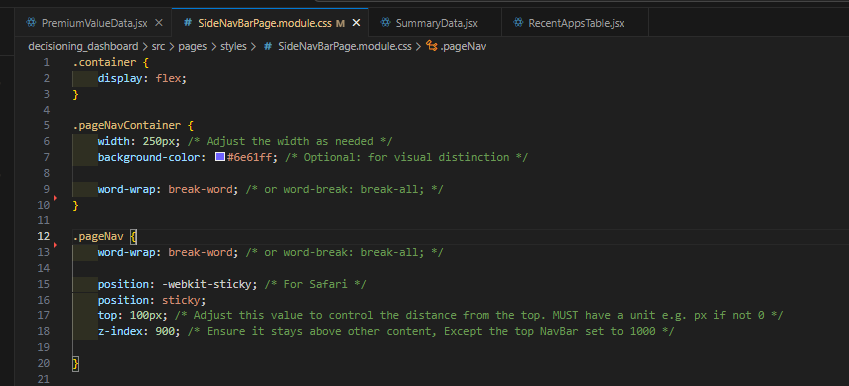 PremiumValueData.jsx
SideNavBarPage.module.css M
SummaryData.jsx
RecentAppsTable.jsx
decisioning_dashboard > src > pages > styles > # SideNavBarPage.module.css > .pageNav
1 .container {
2 display: flex;
3 }
4
5 .pageNavContainer {
6 width: 250px; /* Adjust the width as needed */
7 background-color: #6e61ff; /* Optional: for visual distinction */
8
9 word-wrap: break-word; /* or word-break: break-all; */
10 }
11
12 .pageNav {
13 word-wrap: break-word; /* or word-break: break-all; */
14
15 position: -webkit-sticky; /* For Safari */
16 position: sticky;
17 top: 100px; /* Adjust this value to control the distance from the top. MUST have a unit e.g. px if not 0 */
18 z-index: 900; /* Ensure it stays above other content, Except the top NavBar set to 1000 */
19
20 }
21